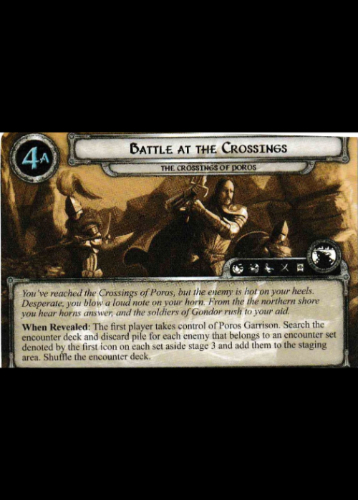 4A
BATTLE AT THE CROSSINGS
THE CROSSINGS OF POROS
You've reached the Crossings of Poros, but the enemy is hot on your heels.
Desperate, you blow a loud note on your horn. From the northern shore
you hear horns answer, and the soldiers of Gondor rush to your aid.
When Revealed: The first player takes control of Poros Garrison. Search the
encounter deck and discard pile for each enemy that belongs to an encounter set
denoted by the first icon on each set aside stage 3 and add them to the staging
area. Shuffle the encounter deck.